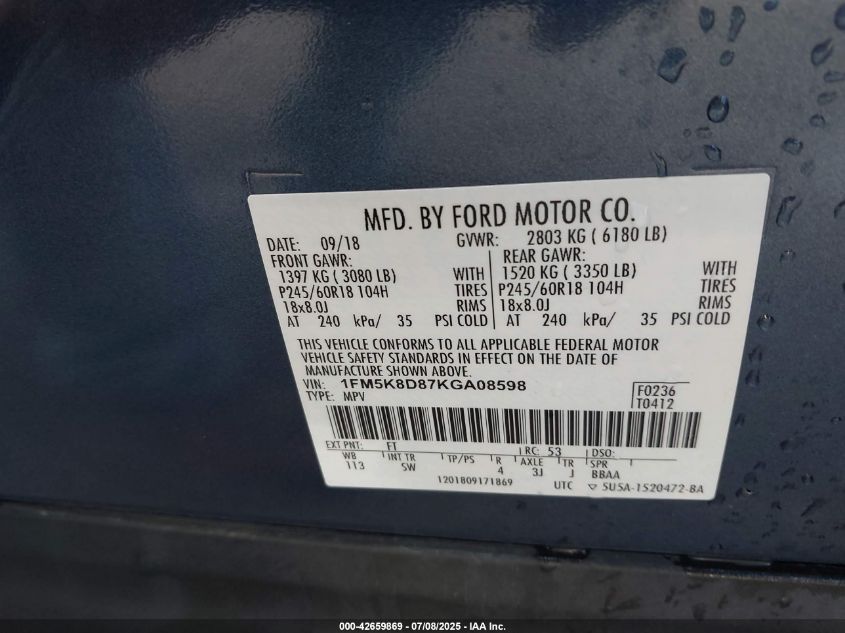 MFD. BY FORD MOTOR CO.
DATE: 09/18 GVWR: 2803 KG ( 6180 LB)
FRONT GAWR: REAR GAWR:
1397 KG ( 3080 LB) WITH 1520 KG ( 3350 LB) WITH
P245/60R18 104H TIRES P245/60R18 104H TIRES
18x8.0J RIMS 18x8.0J RIMS
AT 240 kPa/ 35 PSI COLD AT 240 kPa/ 35 PSI COLD
THIS VEHICLE CONFORMS TO ALL APPLICABLE FEDERAL MOTOR
VEHICLE SAFETY STANDARDS IN EFFECT ON THE DATE OF
MANUFACTURE SHOWN ABOVE.
VIN: 1FM5K8D87KGA08598 F0236
TYPE: MPV T0412
EXT PNT: FT RC: 53 DSO:
WB INT TR TP/PS R AXLE TR SPR
113 SW 4 3J J BBAA
1201809171869 UTC ▽ 5U5A-1520472-BA
000-42659869 / 07/08/2025 - IAA Inc.